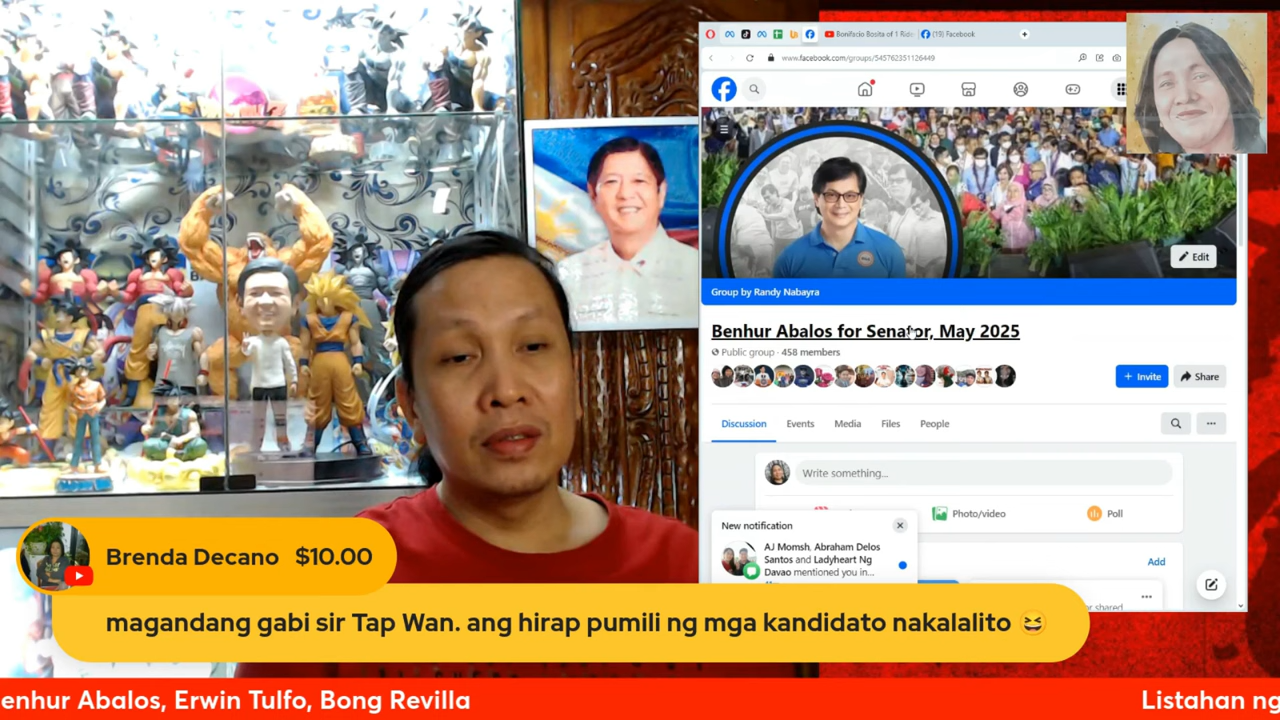 Bonifacio Bosita of 1 Ride
(19) Facebook
www.facebook.com/groups/545762351126449
Edit
Group by Randy Nabayra
Benhur Abalos for Senator, May 2025
Public group · 458 members
+ Invite
Share
Discussion
Events
Media
Files
People
Write something...
Photo/video
Poll
New notification
AJ Momsh, Abraham Delos
Santos and Ladyheart Ng
Davao mentioned you in...
Add
or shared
Brenda Decano $10.00
magandang gabi sir Tap Wan. ang hirap pumili ng mga kandidato nakalalito 😆
enhur Abalos, Erwin Tulfo, Bong Revilla
Listahan ng